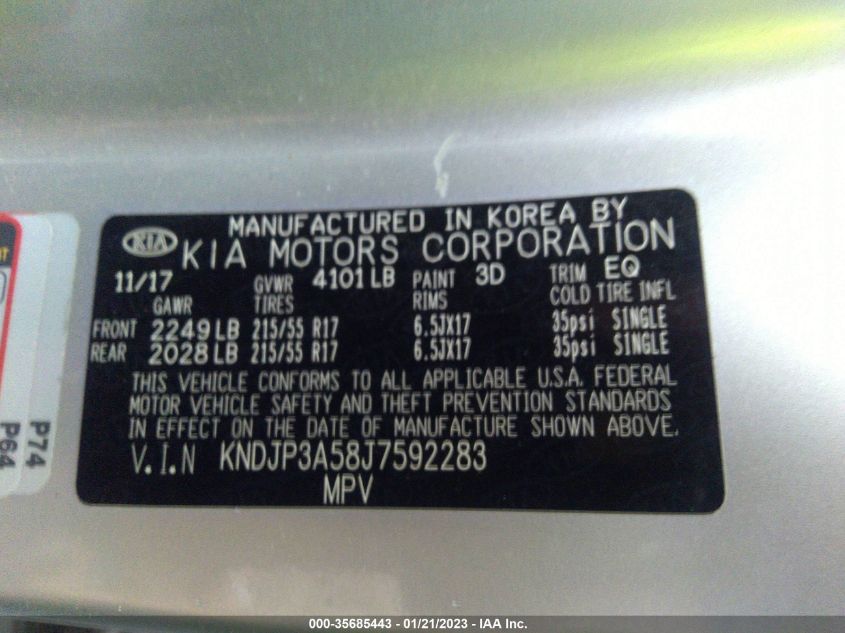 MANUFACTURED IN KOREA BY
KIA KIA MOTORS CORPORATION
11/17 GVWR 4101LB PAINT 3D TRIM EQ
GAWR TIRES RIMS COLD TIRE INFL
FRONT 2249LB 215/55 R17 6.5JX17 35psi SINGLE
REAR 2028LB 215/55 R17 6.5JX17 35psi SINGLE
THIS VEHICLE CONFORMS TO ALL APPLICABLE U.S.A. FEDERAL
MOTOR VEHICLE SAFETY AND THEFT PREVENTION STANDARDS
IN EFFECT ON THE DATE OF MANUFACTURE SHOWN ABOVE.
V.I.N KNDJP3A58J7592283
MPV
P74
P64
000-35685443 - 01/21/2023 - IAA Inc.